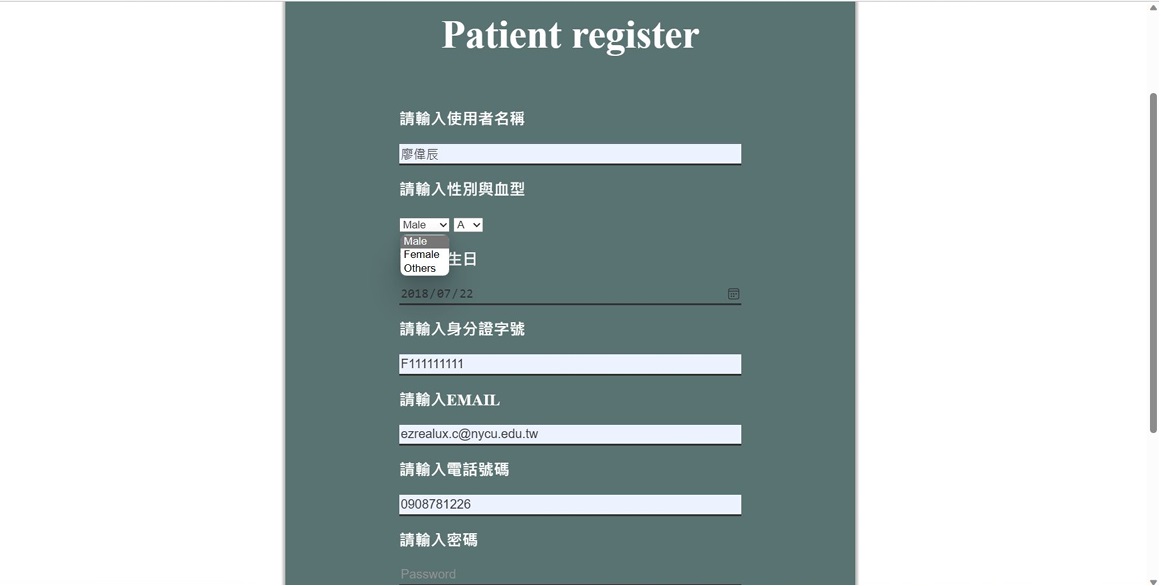 Patient register
請輸入使用者名稱
廖偉辰
請輸入性別與血型
Male A
Male
Female
Others
生日
2018/07/22
請輸入身分證字號
F111111111
請輸入EMAIL
ezrealux.c@nycu.edu.tw
請輸入電話號碼
0908781226
請輸入密碼
Password